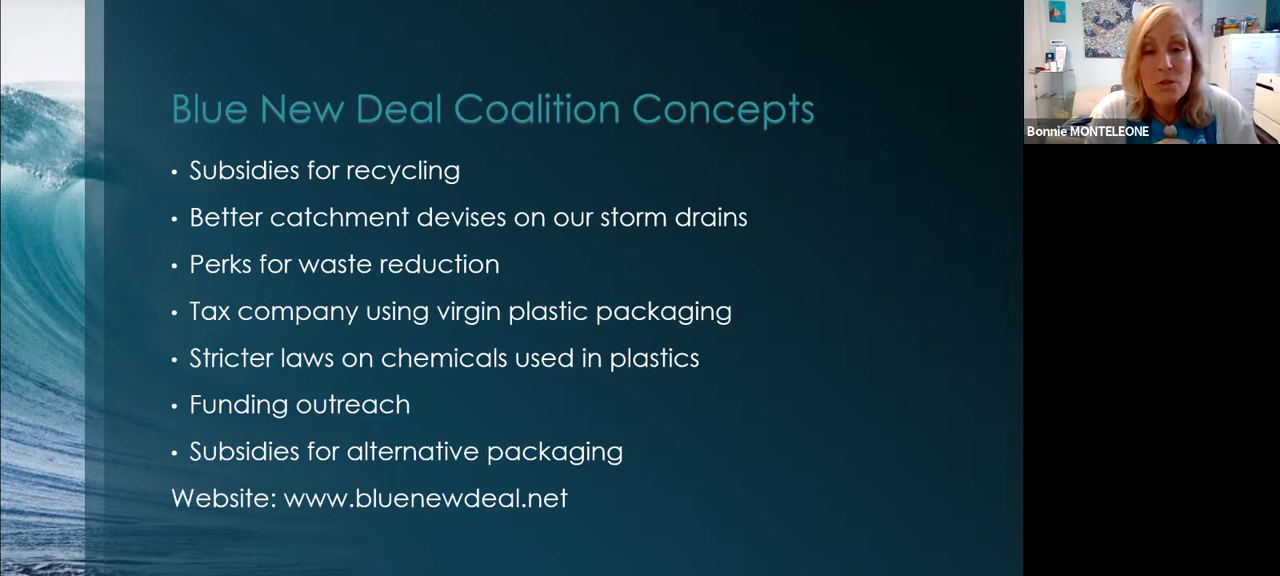 Blue New Deal Coalition Concepts
• Subsidies for recycling
• Better catchment devises on our storm drains
• Perks for waste reduction
• Tax company using virgin plastic packaging
• Stricter laws on chemicals used in plastics
• Funding outreach
• Subsidies for alternative packaging
Website: www.bluenewdeal.net
Bonnie MONTELEONE